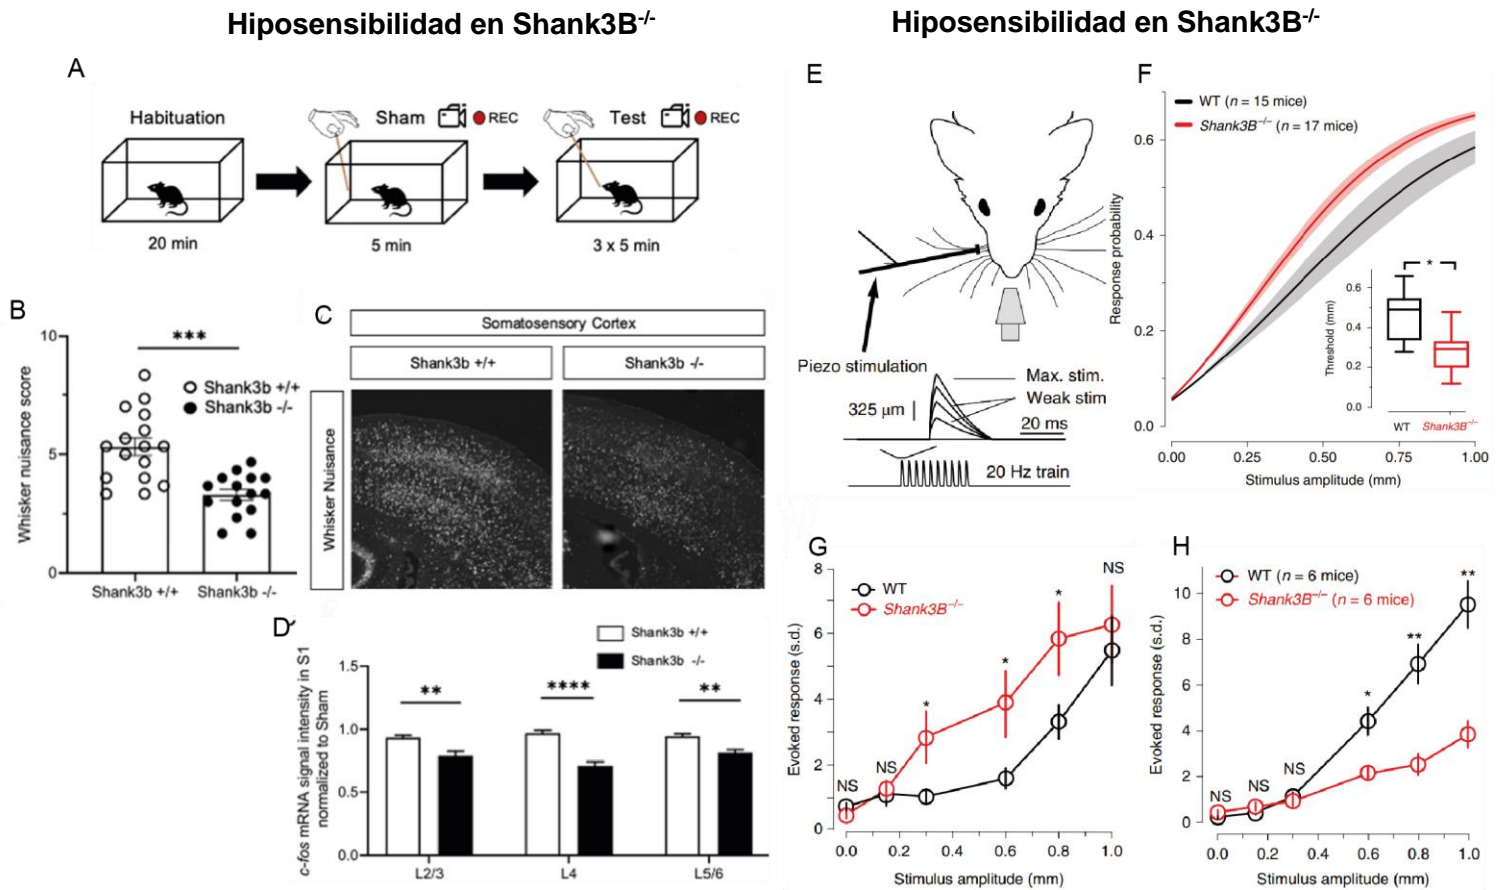 Hiposensibilidad en Shank3B-/-
Hiposensibilidad en Shank3B-/-
A
Habituation
Sham
REC
Test
REC
20 min
5 min
3 x 5 min
B
Whisker nuisance score
10
5
0
***
Shank3b +/+
Shank3b -/-
Shank3b +/+
Shank3b -/-
C
Somatosensory Cortex
Shank3b +/+
Shank3b -/-
Whisker Nuisance
D
Shank3b +/+
Shank3b -/-
c-fos mRNA signal intensity in S1
normalized to Sham
1.5
1.0
0.5
0.0
**
****
**
L2/3
L4
L5/6
E
Piezo stimulation
Max. stim.
Weak stim
325 µm
20 ms
20 Hz train
F
WT (n = 15 mice)
Shank3B−/− (n = 17 mice)
Response probability
0.6
0.4
0.2
0.0
0.00
0.25
0.50
0.75
1.00
Stimulus amplitude (mm)
*
Threshold (mm)
0.6
0.4
0.2
0.0
WT
Shank3B−/−
G
WT
Shank3B−/−
Evoked response (s.d.)
8
6
4
2
0
NS
NS
*
*
*
NS
0.0
0.2
0.4
0.6
0.8
1.0
Stimulus amplitude (mm)
H
WT (n = 6 mice)
Shank3B−/− (n = 6 mice)
Evoked response (s.d.)
10
8
6
4
2
0
NS
NS
NS
*
**
**
0.0
0.2
0.4
0.6
0.8
1.0
Stimulus amplitude (mm)